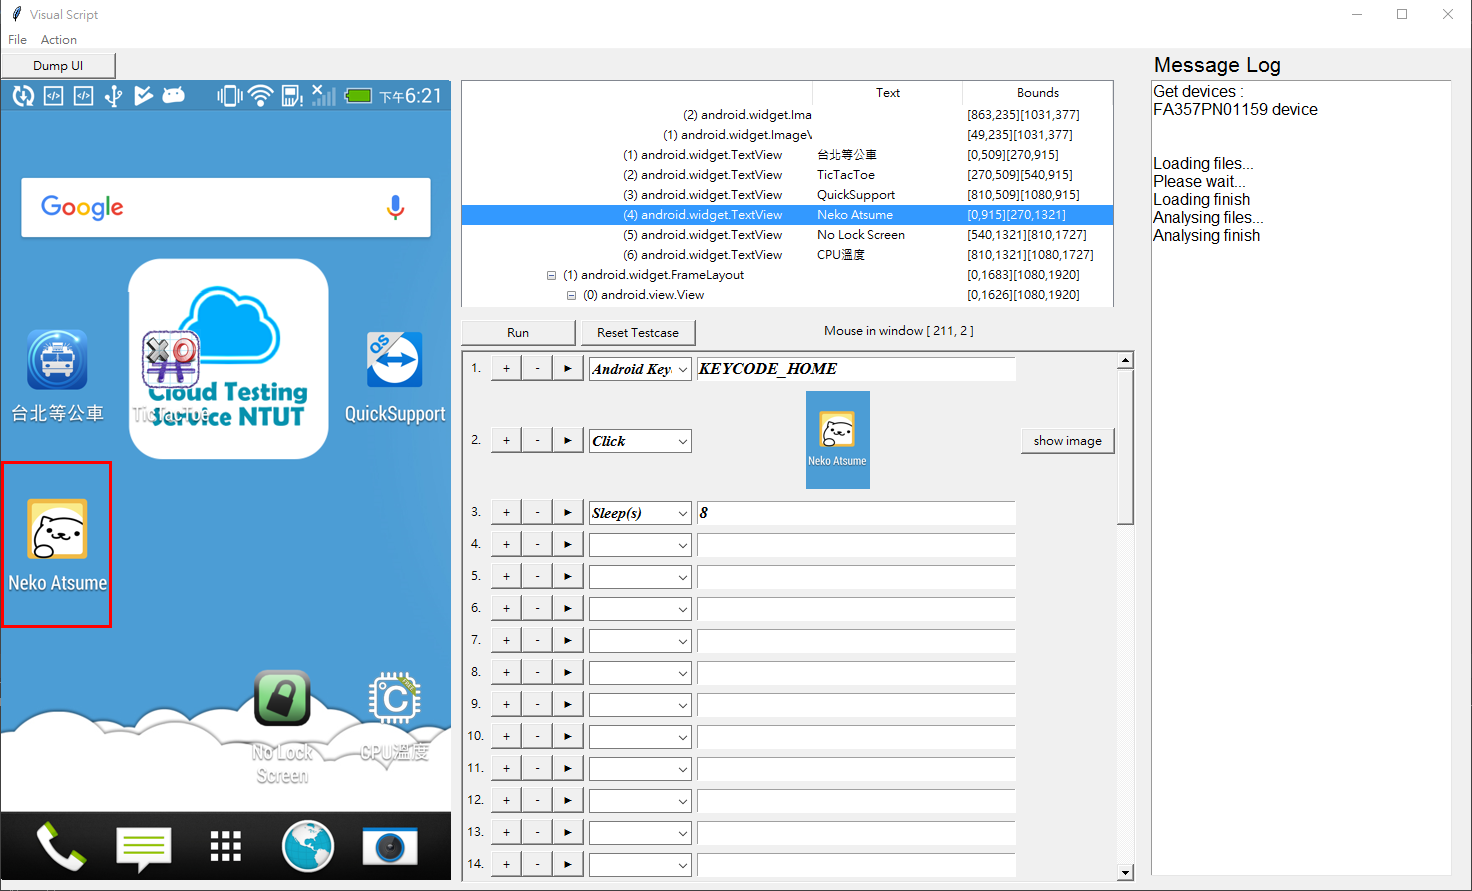 Visual Script
File Action
Dump UI
下午6:21
Google
Cloud Testing
Service NTUT
台北等公車
TicTacToe
QuickSupport
QS
Neko Atsume
No Lock
Screen
CPU溫度
Text Bounds
(2) android.widget.Ima [863,235][1031,377]
(1) android.widget.ImageV [49,235][1031,377]
(1) android.widget.TextView 台北等公車 [0,509][270,915]
(2) android.widget.TextView TicTacToe [270,509][540,915]
(3) android.widget.TextView QuickSupport [810,509][1080,915]
(4) android.widget.TextView Neko Atsume [0,915][270,1321]
(5) android.widget.TextView No Lock Screen [540,1321][810,1727]
(6) android.widget.TextView CPU溫度 [810,1321][1080,1727]
(1) android.widget.FrameLayout [0,1683][1080,1920]
(0) android.view.View [0,1626][1080,1920]
Run Reset Testcase Mouse in window [ 211, 2 ]
1. + - Android Key KEYCODE_HOME
2. + - Click Neko Atsume show image
3. + - Sleep(s) 8
4. + -
5. + -
6. + -
7. + -
8. + -
9. + -
10. + -
11. + -
12. + -
13. + -
14. + -
Message Log
Get devices :
FA357PN01159 device
Loading files...
Please wait...
Loading finish
Analysing files...
Analysing finish